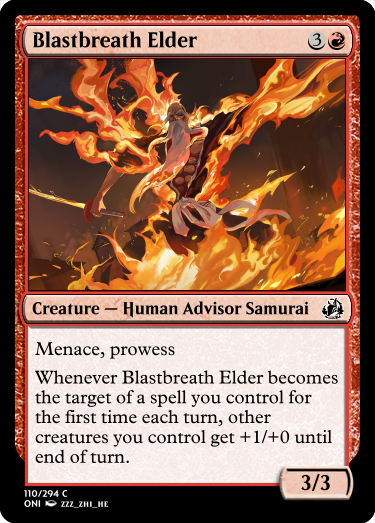 Blastbreath Elder 3
Creature — Human Advisor Samurai
Menace, prowess
Whenever Blastbreath Elder becomes
the target of a spell you control for
the first time each turn, other
creatures you control get +1/+0 until
end of turn.
3/3
110/294 C
ONI ZZZ_ZHI_HE